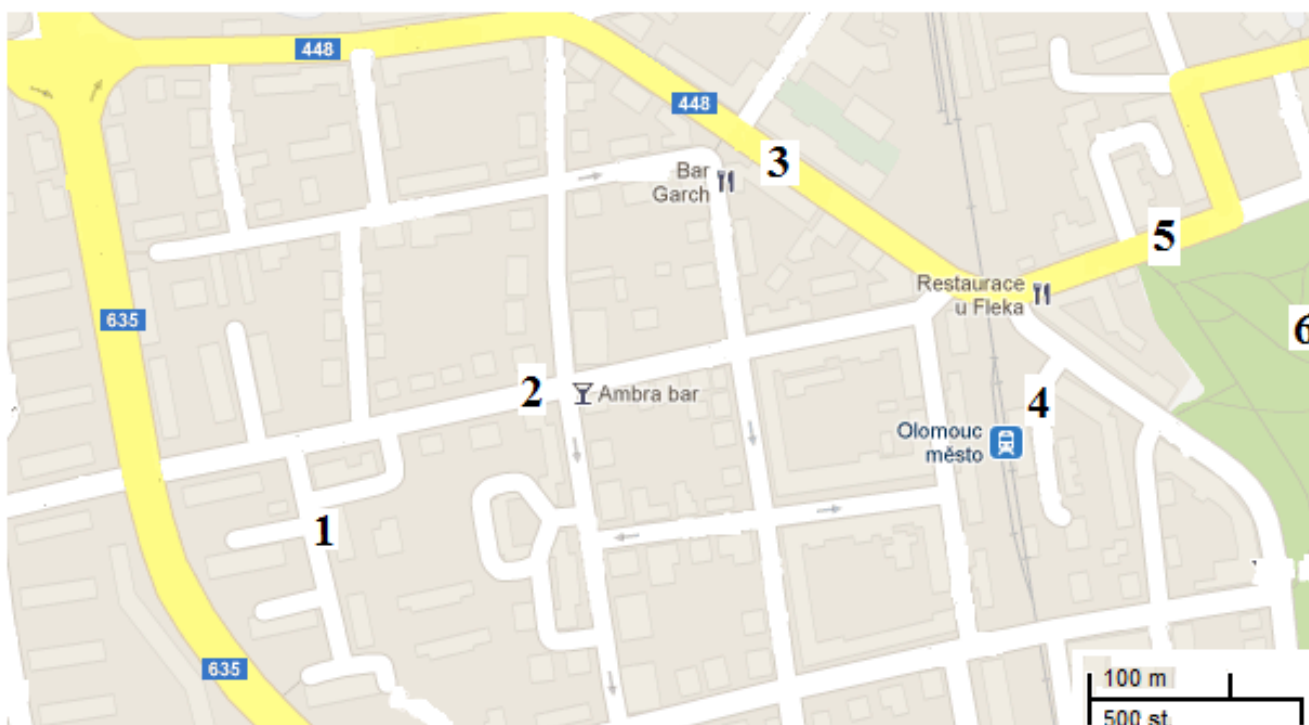 448
448
3
Bar
Garch
5
Restaurace
u Fleka
635
6
2
Ambra bar
4
Olomouc
město
1
635
100 m
500 st.